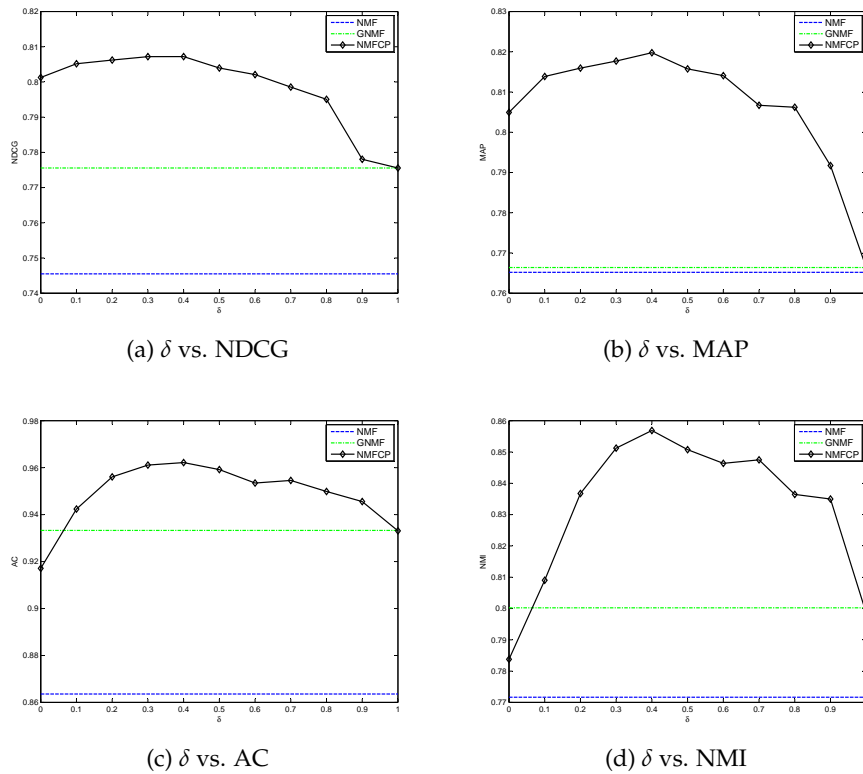 0.82
0.81
0.8
0.79
0.78
0.77
0.76
0.75
0.74
NDCG
0 0.1 0.2 0.3 0.4 0.5 0.6 0.7 0.8 0.9 1
δ
NMF
GNMF
NMFCP
(a) δ vs. NDCG
0.83
0.82
0.81
0.8
0.79
0.78
0.77
0.76
MAP
0 0.1 0.2 0.3 0.4 0.5 0.6 0.7 0.8 0.9
δ
NMF
GNMF
NMFCP
(b) δ vs. MAP
0.98
0.96
0.94
0.92
0.9
0.88
0.86
AC
0 0.1 0.2 0.3 0.4 0.5 0.6 0.7 0.8 0.9 1
δ
NMF
GNMF
NMFCP
(c) δ vs. AC
0.86
0.85
0.84
0.83
0.82
0.81
0.8
0.79
0.78
0.77
NMI
0 0.1 0.2 0.3 0.4 0.5 0.6 0.7 0.8 0.9
δ
NMF
GNMF
NMFCP
(d) δ vs. NMI